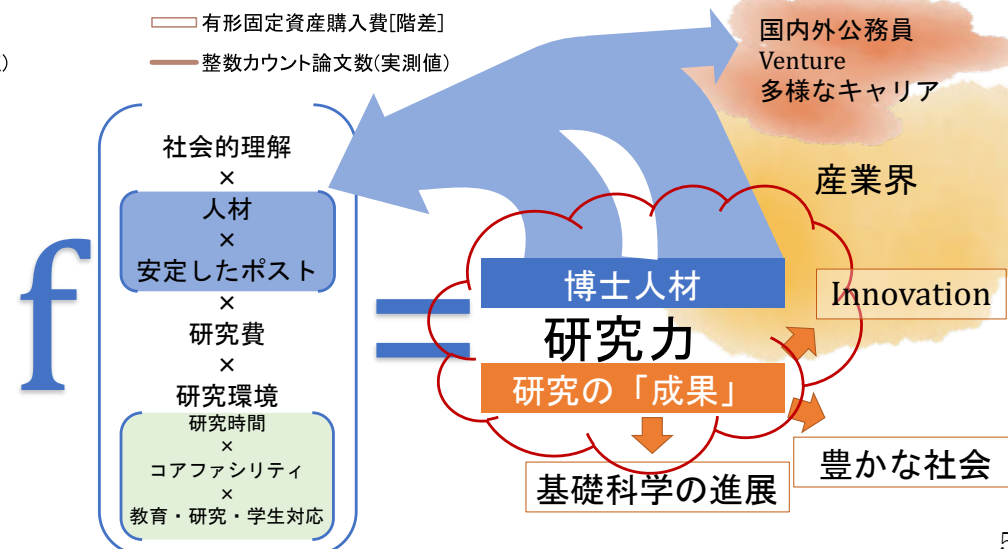 有形固定資産購入費[階差]
整数カウント論文数(実測値)
f
社会的理解
×
人材
×
安定したポスト
×
研究費
×
研究環境
研究時間
×
コアファシリティ
×
教育・研究・学生対応
=
博士人材
研究力
研究の「成果」
基礎科学の進展
豊かな社会
Innovation
産業界
国内外公務員
Venture
多様なキャリア